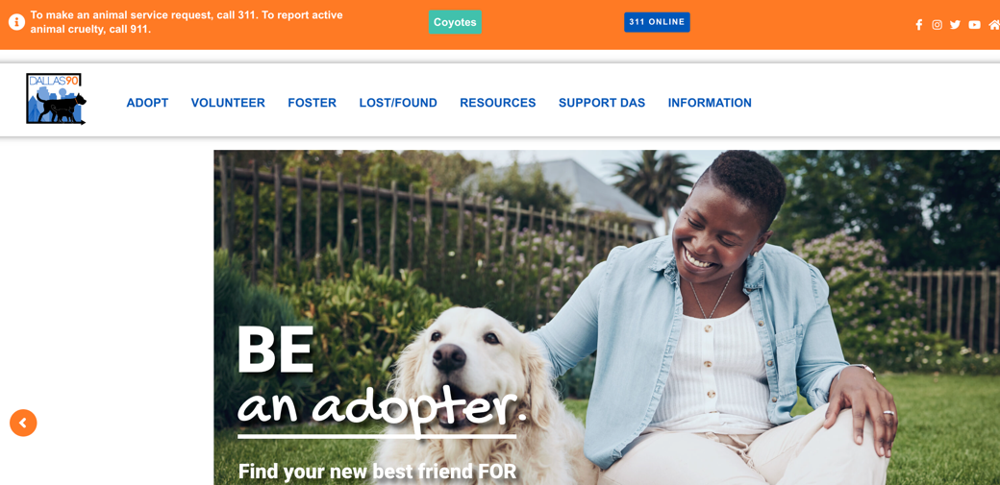 To make an animal service request, call 311. To report active
animal cruelty, call 911.
Coyotes
311 ONLINE
DALLAS90
ADOPT
VOLUNTEER
FOSTER
LOST/FOUND
RESOURCES
SUPPORT DAS
INFORMATION
BE
an adopter.
Find your new best friend FOR